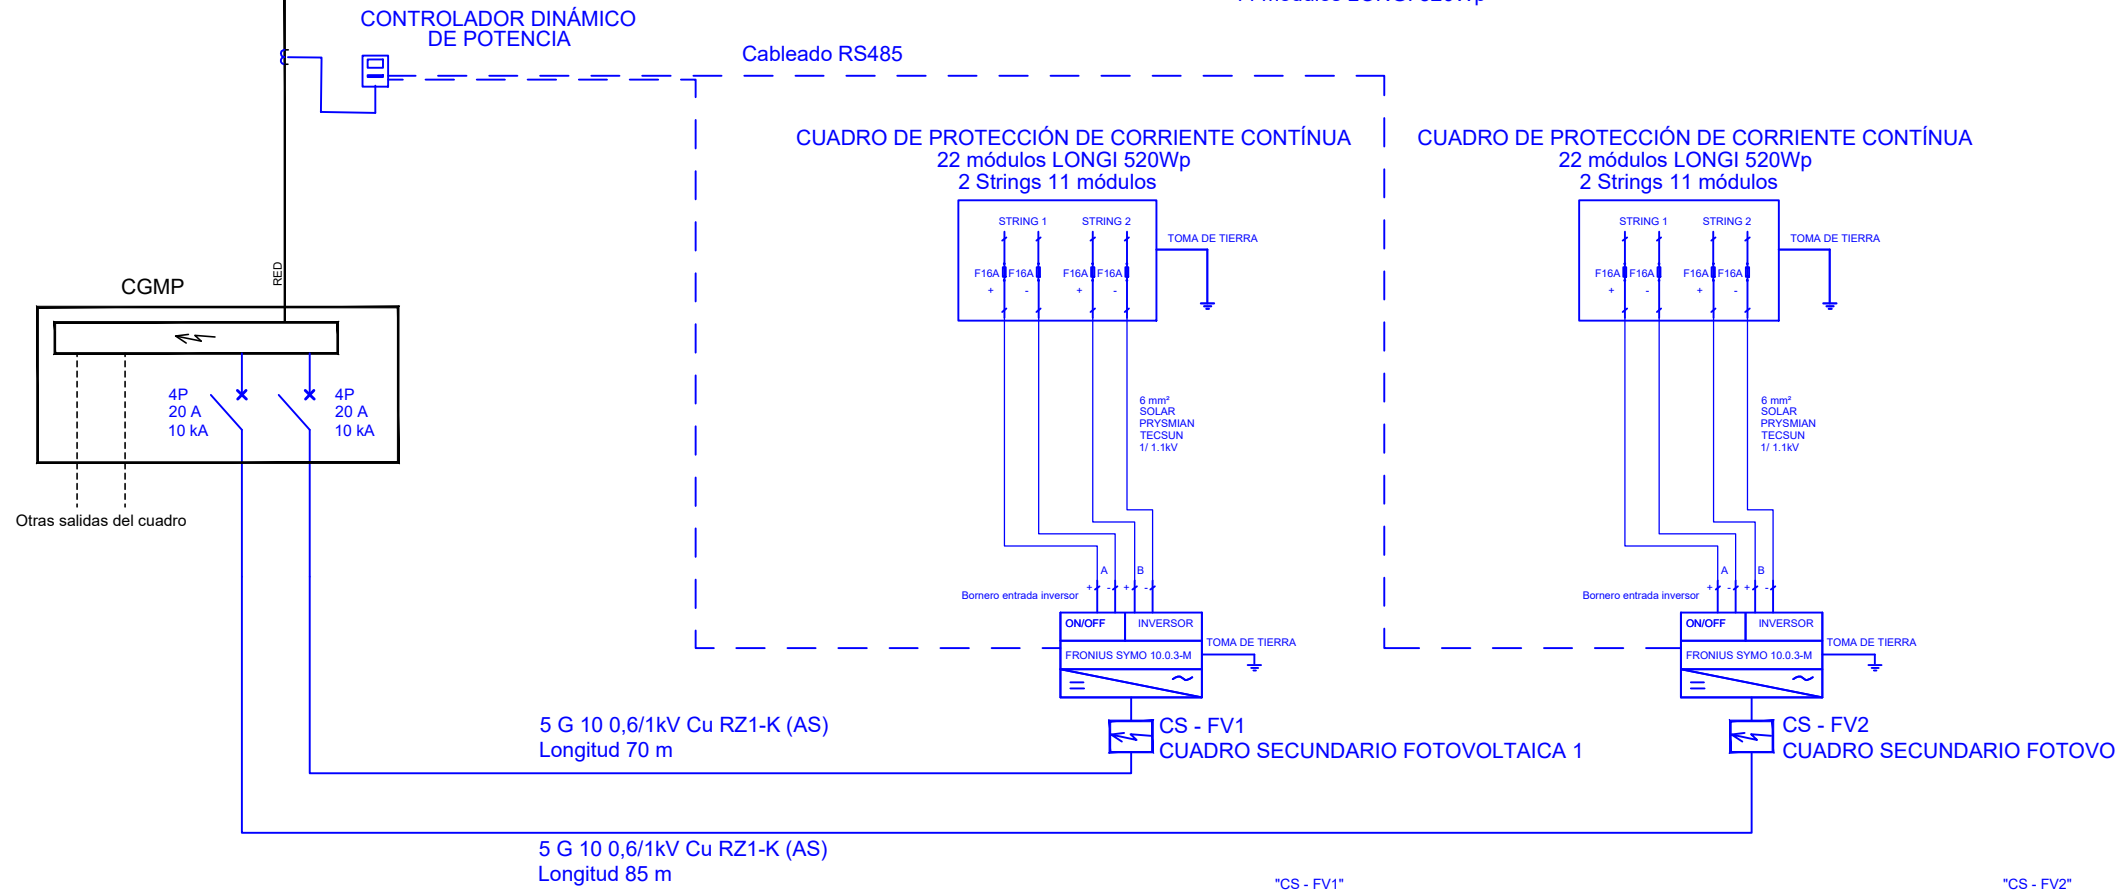 CONTROLADOR DINÁMICO
DE POTENCIA
Cableado RS485
CUADRO DE PROTECCIÓN DE CORRIENTE CONTÍNUA
22 módulos LONGI 520Wp
2 Strings 11 módulos
CUADRO DE PROTECCIÓN DE CORRIENTE CONTÍNUA
22 módulos LONGI 520Wp
2 Strings 11 módulos
STRING 1
STRING 2
TOMA DE TIERRA
F16A
F16A
F16A
F16A
+
-
+
-
STRING 1
STRING 2
TOMA DE TIERRA
F16A
F16A
F16A
F16A
+
-
+
-
RED
CGMP
4P
20 A
10 kA
4P
20 A
10 kA
Otras salidas del cuadro
6 mm²
SOLAR
PRYSMIAN
TECSUN
1/ 1.1kV
6 mm²
SOLAR
PRYSMIAN
TECSUN
1/ 1.1kV
A
B
+
-
+
-
Bornero entrada inversor
ON/OFF
INVERSOR
FRONIUS SYMO 10.0.3-M
TOMA DE TIERRA
A
B
+
-
+
-
Bornero entrada inversor
ON/OFF
INVERSOR
FRONIUS SYMO 10.0.3-M
TOMA DE TIERRA
5 G 10 0,6/1kV Cu RZ1-K (AS)
Longitud 70 m
CS - FV1
CUADRO SECUNDARIO FOTOVOLTAICA 1
CS - FV2
CUADRO SECUNDARIO FOTOVO
5 G 10 0,6/1kV Cu RZ1-K (AS)
Longitud 85 m
"CS - FV1"
"CS - FV2"